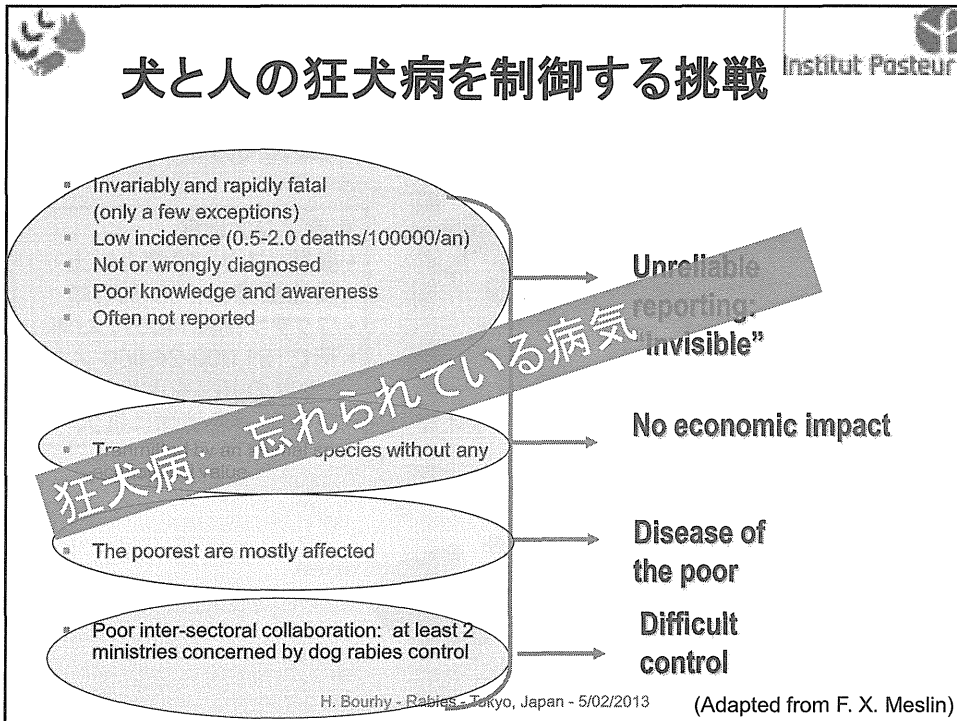 犬と人の狂犬病を制御する挑戦
Institut Pasteur
▪ Invariably and rapidly fatal
(only a few exceptions)
▪ Low incidence (0.5-2.0 deaths/100000/an)
▪ Not or wrongly diagnosed
▪ Poor knowledge and awareness
▪ Often not reported
Unreliable
reporting:
"Invisible”
狂犬病: 忘れられている病気
▪ species without any
No economic impact
▪ The poorest are mostly affected
Disease of
the poor
▪ Poor inter-sectoral collaboration: at least 2
ministries concerned by dog rabies control
Difficult
control
H. Bourhy - Rabies - Tokyo, Japan - 5/02/2013
(Adapted from F. X. Meslin)